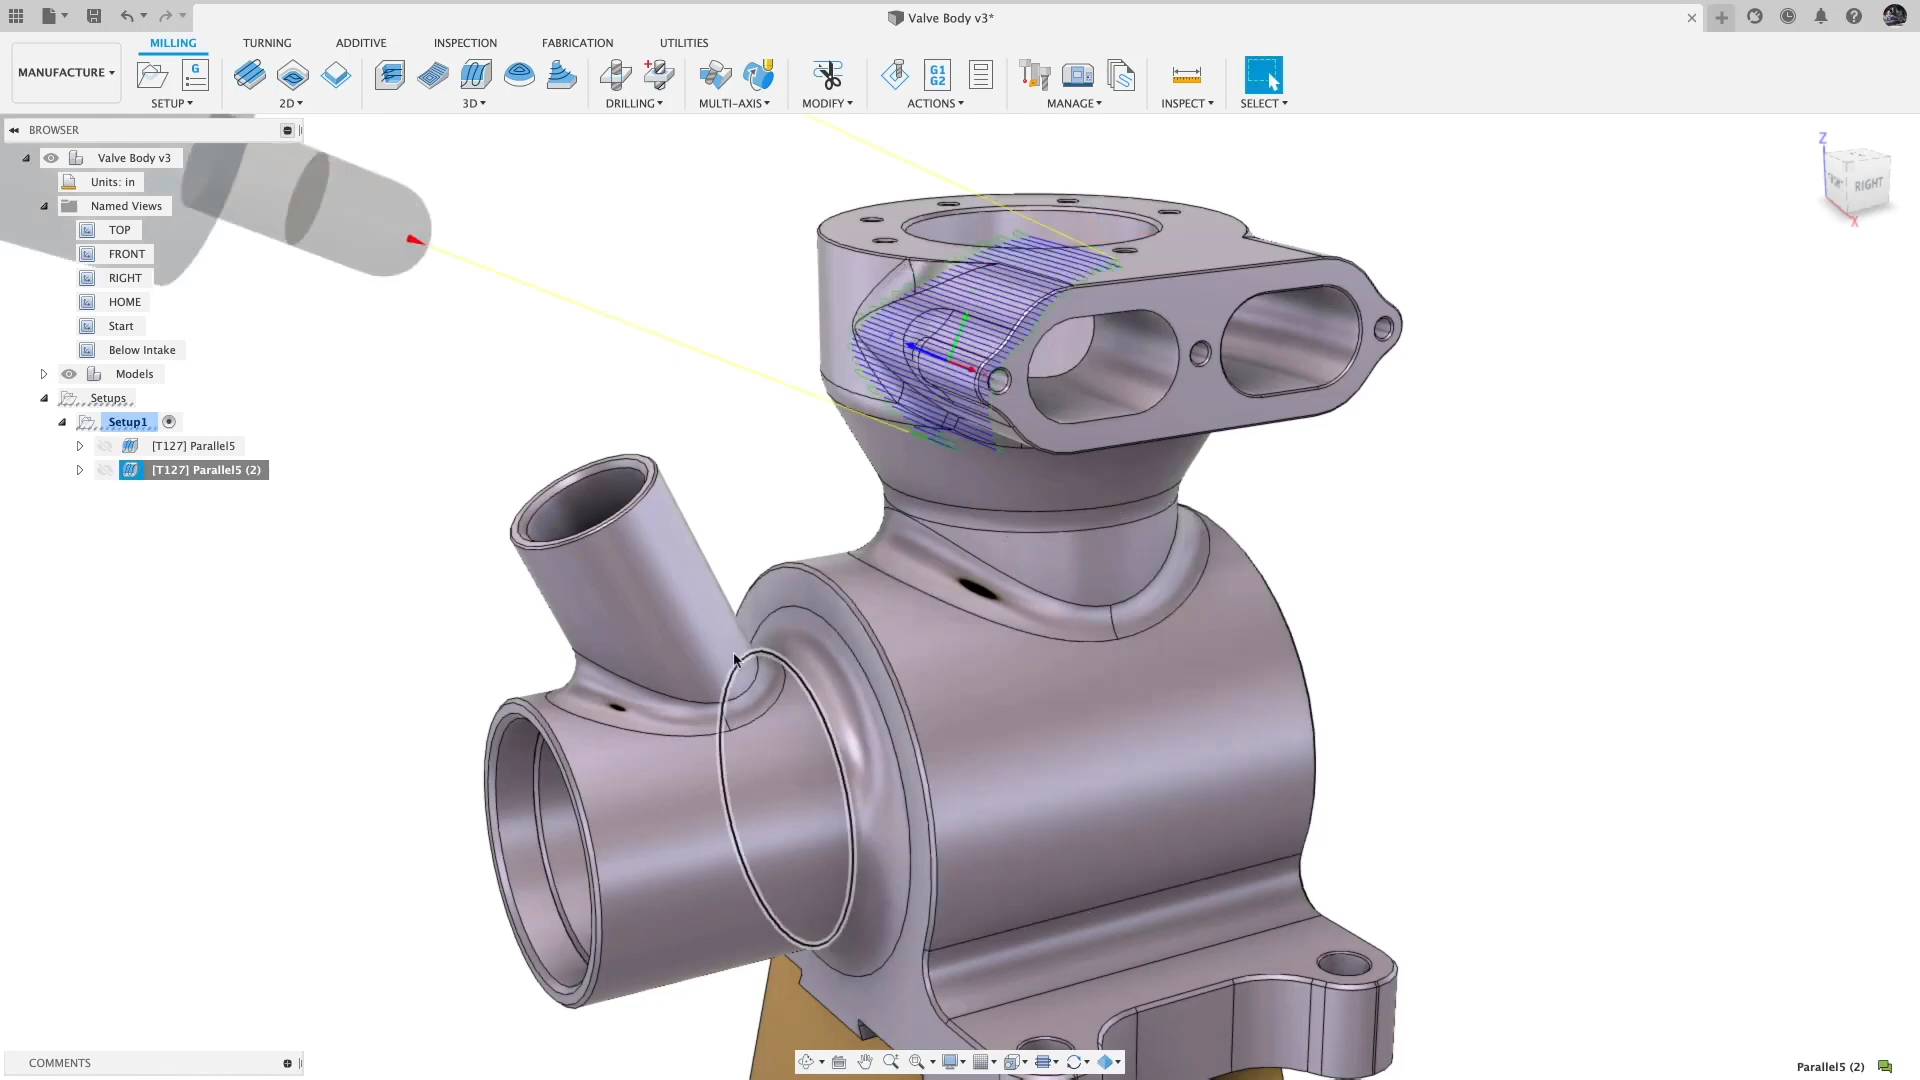 Valve Body v3*
MILLING TURNING ADDITIVE INSPECTION FABRICATION UTILITIES
MANUFACTURE
G
G1
G2
SETUP 2D 3D DRILLING MULTI-AXIS MODIFY ACTIONS MANAGE INSPECT SELECT
BROWSER
Valve Body v3
Units: in
Named Views
TOP
FRONT
RIGHT
HOME
Start
Below Intake
Models
Setups
Setup1
[T127] Parallel5
[T127] Parallel5 (2)
Z
RIGHT
X
COMMENTS
Parallel5 (2)